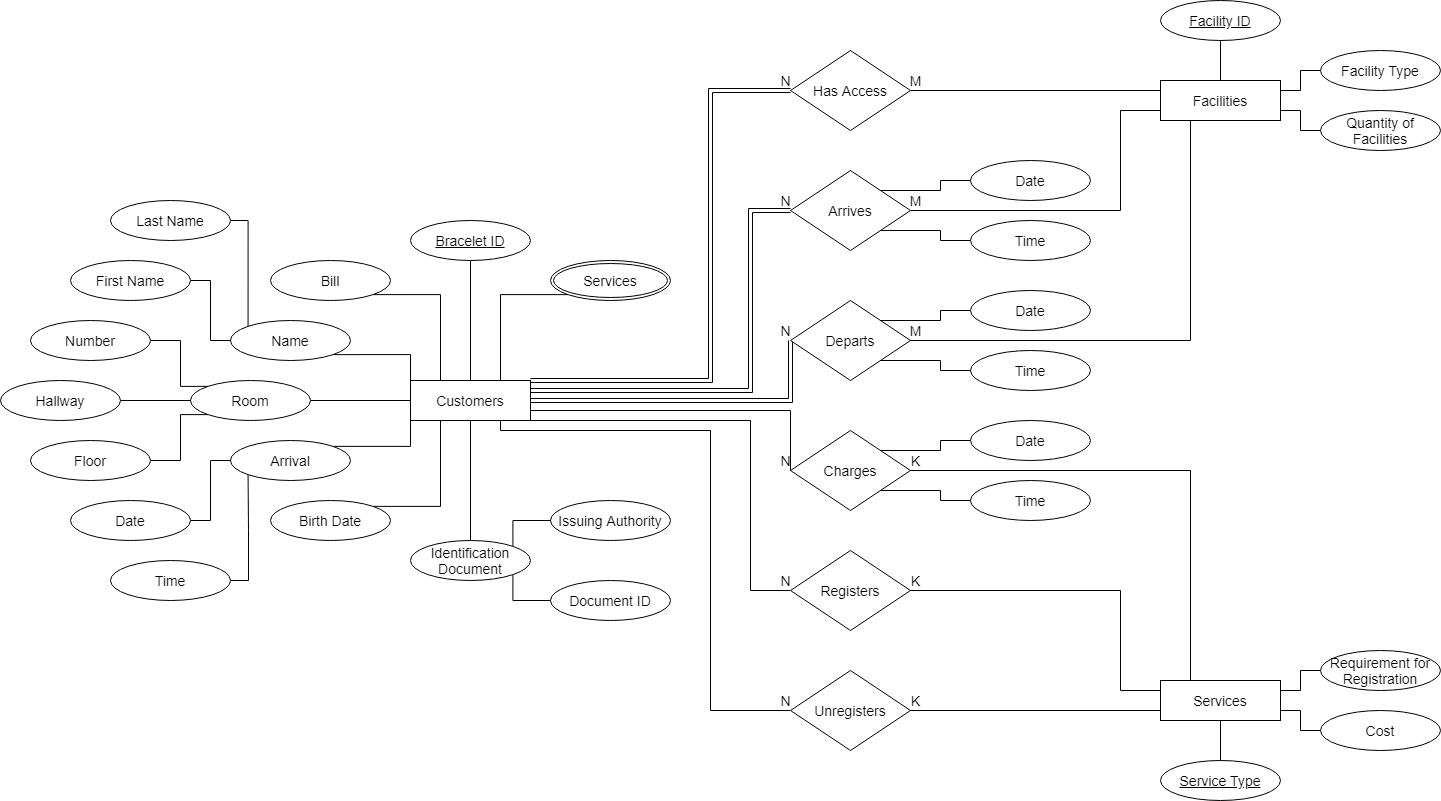 Facility ID
N
Has Access
M
Facilities
Facility Type
Quantity of
Facilities
N
Arrives
M
Date
Time
Last Name
Bracelet ID
First Name
Bill
Services
Number
Name
N
Departs
M
Date
Time
Hallway
Room
Customers
Floor
Arrival
N
Charges
K
Date
Time
Date
Birth Date
Issuing Authority
Identification
Document
Time
Document ID
N
Registers
K
N
Unregisters
K
Services
Requirement for
Registration
Cost
Service Type